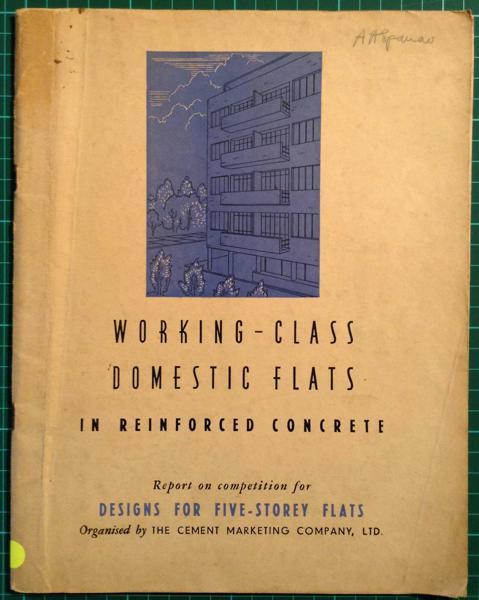 WORKING-CLASS
DOMESTIC FLATS
IN REINFORCED CONCRETE
Report on competition for
DESIGNS FOR FIVE-STOREY FLATS
Organised by THE CEMENT MARKETING COMPANY, LTD.